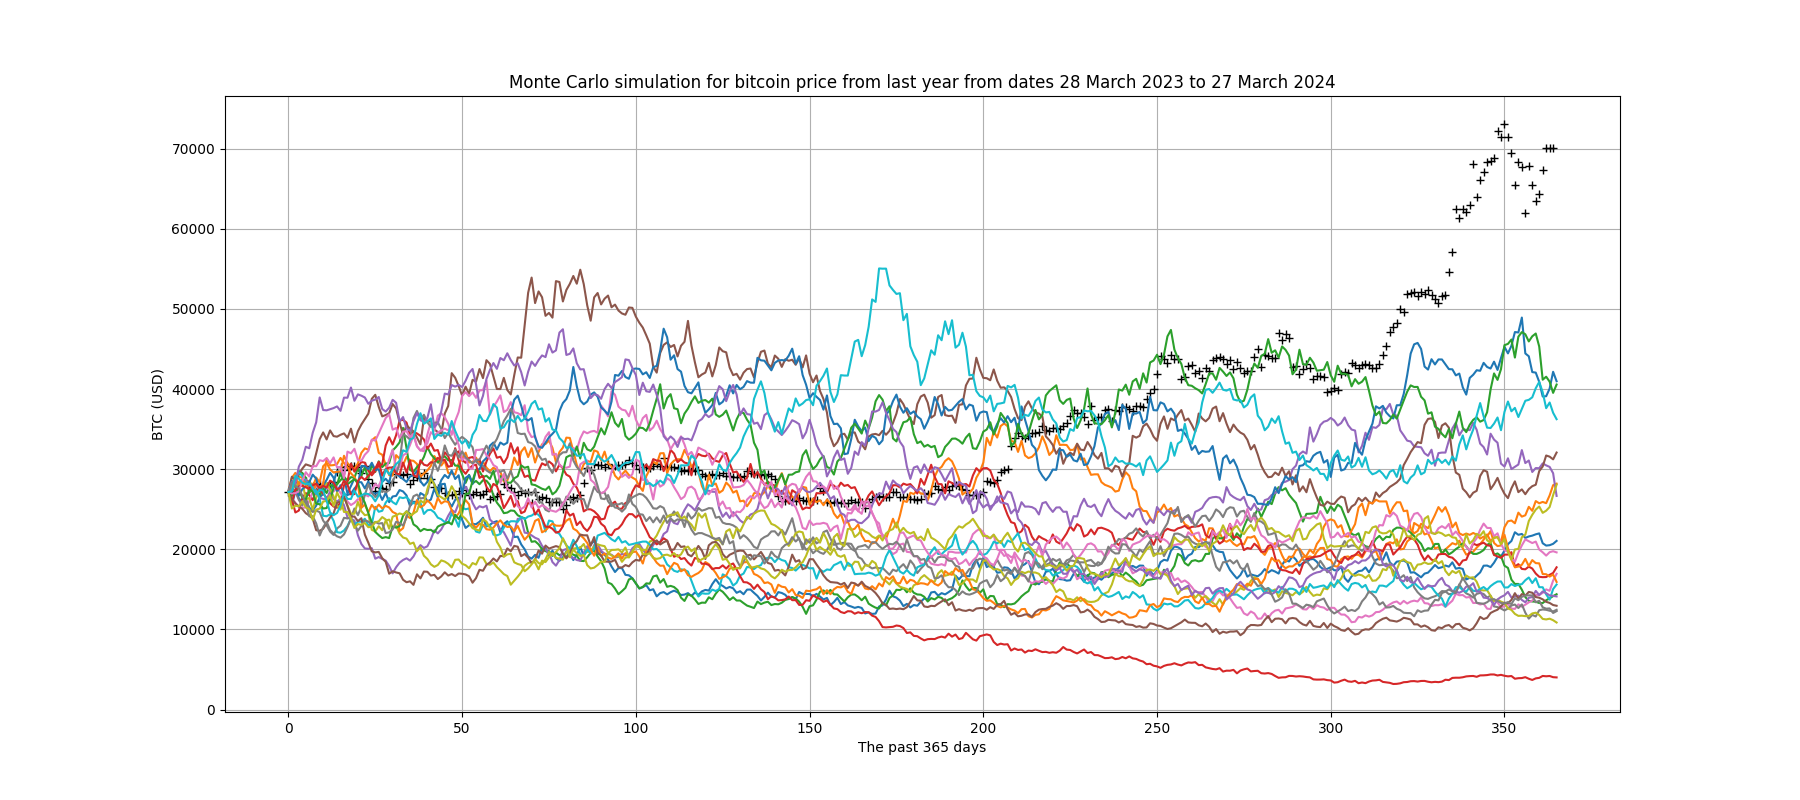 Monte Carlo simulation for bitcoin price from last year from dates 28 March 2023 to 27 March 2024
70000
60000
50000
40000
30000
20000
10000
0
BTC (USD)
0 50 100 150 200 250 300 350
The past 365 days